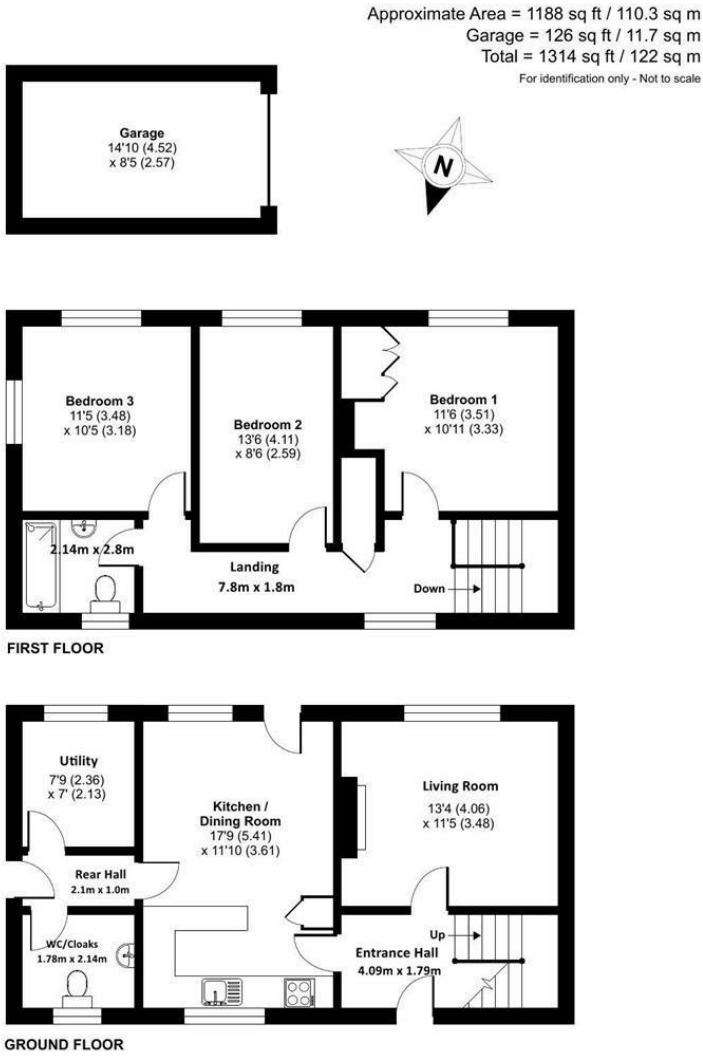 Approximate Area = 1188 sq ft / 110.3 sq m
Garage = 126 sq ft / 11.7 sq m
Total = 1314 sq ft / 122 sq m
For identification only - Not to scale
Garage
14'10 (4.52)
x 8'5 (2.57)
N
Bedroom 3
11'5 (3.48)
x 10'5 (3.18)
Bedroom 2
13'6 (4.11)
x 8'6 (2.59)
Bedroom 1
11'6 (3.51)
x 10'11 (3.33)
2.14m x 2.8m
Landing
7.8m x 1.8m
Down
FIRST FLOOR
Utility
7'9 (2.36)
x 7' (2.13)
Kitchen /
Dining Room
17'9 (5.41)
x 11'10 (3.61)
Living Room
13'4 (4.06)
x 11'5 (3.48)
Rear Hall
2.1m x 1.0m
WC/Cloaks
1.78m x 2.14m
Up
Entrance Hall
4.09m x 1.79m
GROUND FLOOR